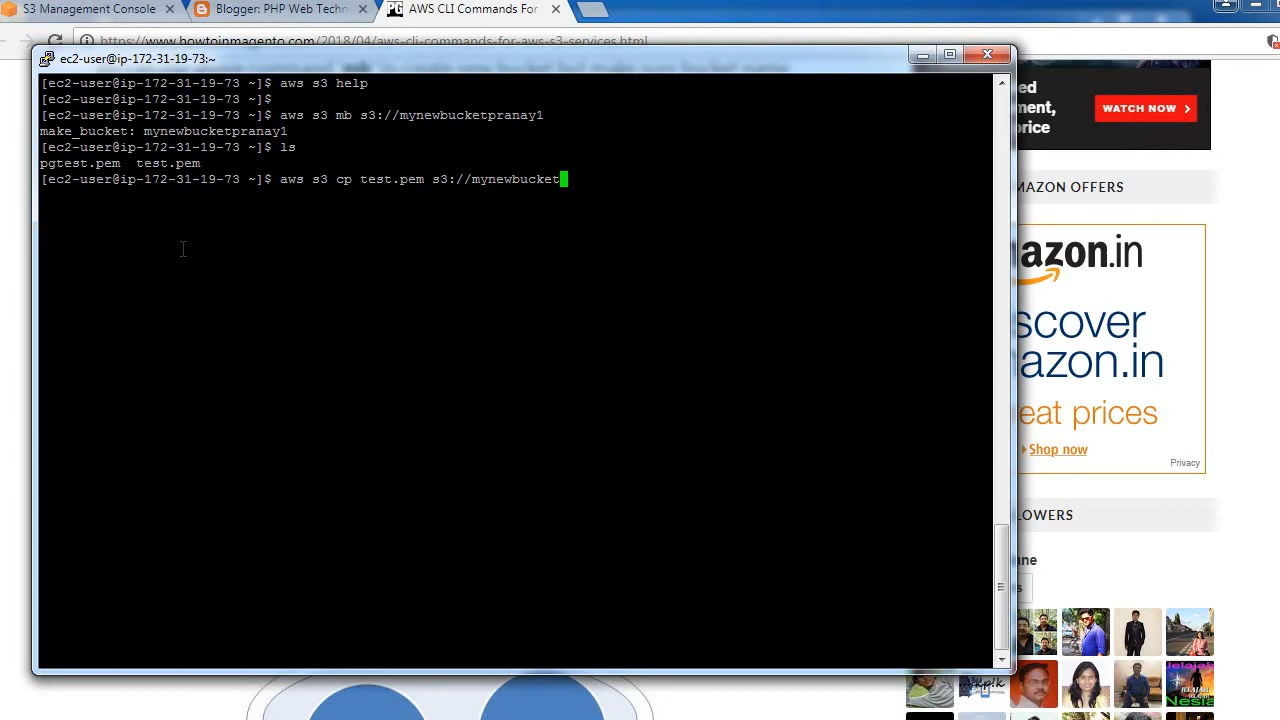 S3 Management Console
Blogger: PHP Web Techn
PG
AWS CLI Commands For
https://www.howtoinmagento.com/2018/04/aws-cli-commands-for-aws-s3-services.html
ec2-user@ip-172-31-19-73:~
[ec2-user@ip-172-31-19-73 ~]$ aws s3 help
[ec2-user@ip-172-31-19-73 ~]$
[ec2-user@ip-172-31-19-73 ~]$ aws s3 mb s3://mynewbucketpranay1
make_bucket: mynewbucketpranay1
[ec2-user@ip-172-31-19-73 ~]$ ls
pgtest.pem  test.pem
[ec2-user@ip-172-31-19-73 ~]$ aws s3 cp test.pem s3://mynewbucket
ed
ment,
price
WATCH NOW
MAZON OFFERS
azon.in
scover
mazon.in
eat prices
Shop now
Privacy
LOWERS
ane
s